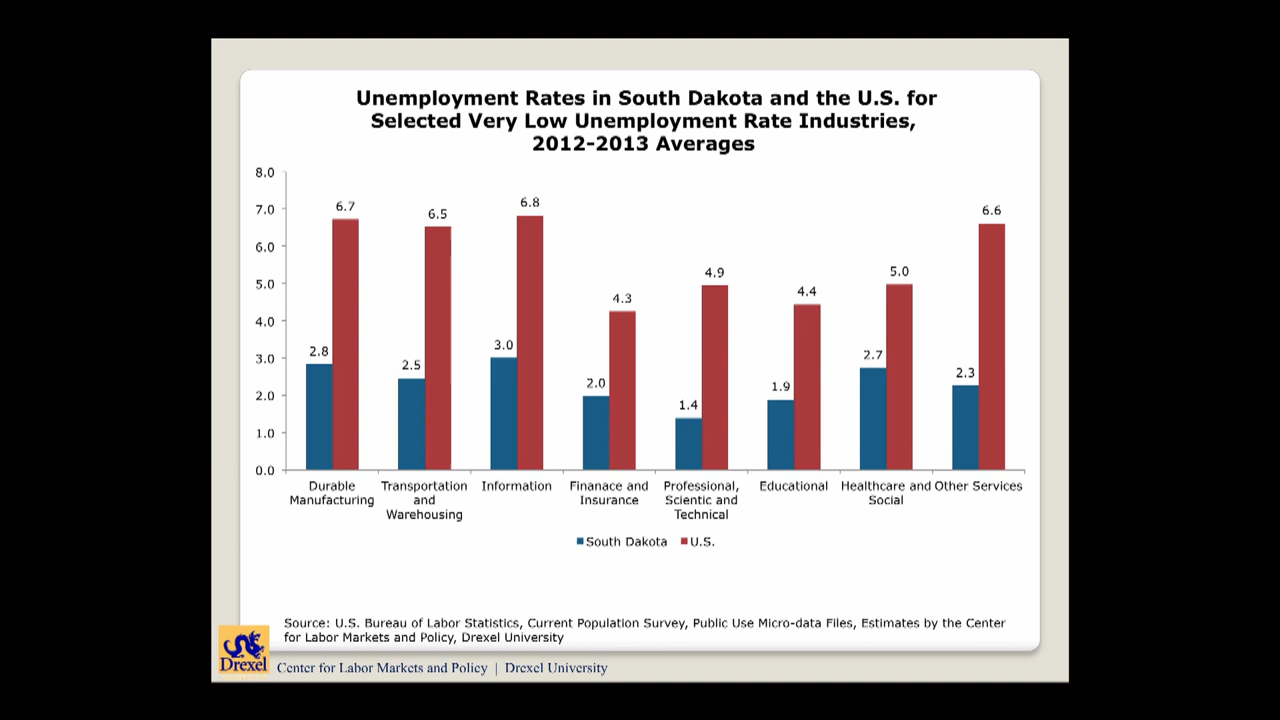 Unemployment Rates in South Dakota and the U.S. for
Selected Very Low Unemployment Rate Industries,
2012-2013 Averages
8.0
7.0
6.0
5.0
4.0
3.0
2.0
1.0
0.0
2.8
6.7
2.5
6.5
3.0
6.8
2.0
4.3
1.4
4.9
1.9
4.4
2.7
5.0
2.3
6.6
Durable
Manufacturing
Transportation
and
Warehousing
Information
Finanace and
Insurance
Professional,
Scientic and
Technical
Educational
Healthcare and
Social
Other Services
South Dakota
U.S.
Source: U.S. Bureau of Labor Statistics, Current Population Survey, Public Use Micro-data Files, Estimates by the Center
for Labor Markets and Policy, Drexel University
Drexel
Center for Labor Markets and Policy | Drexel University